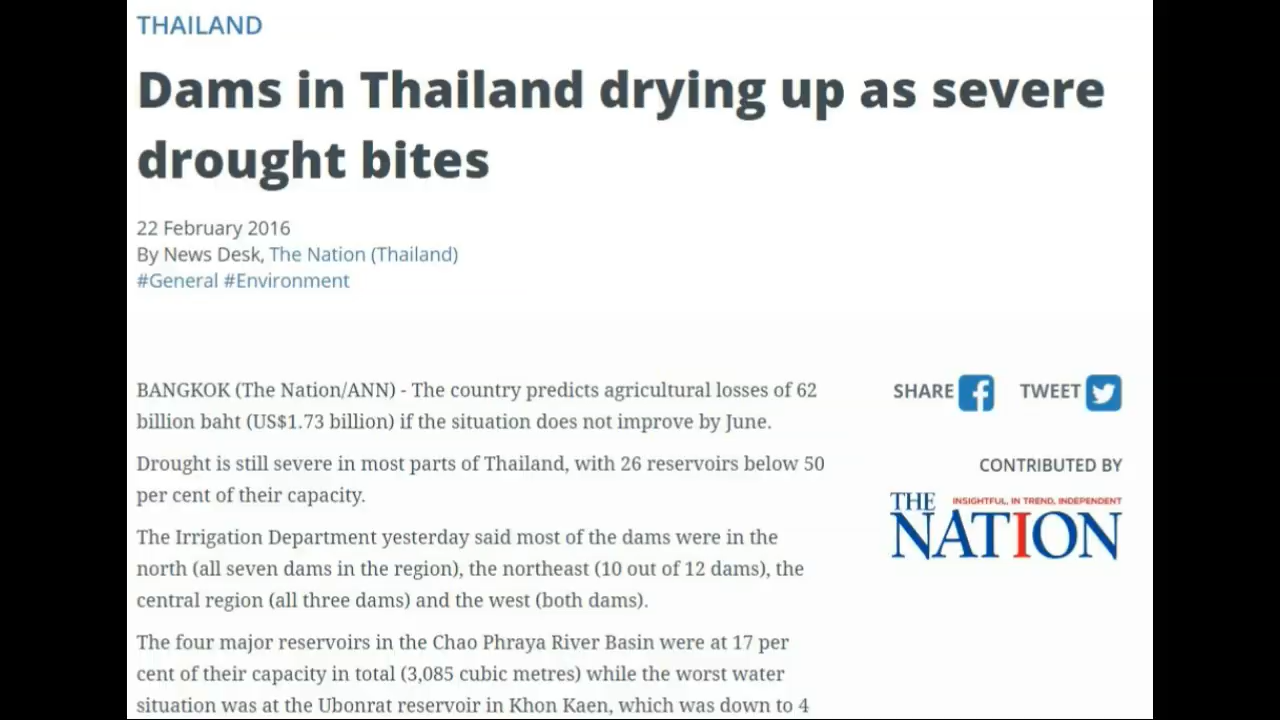 THAILAND
Dams in Thailand drying up as severe
drought bites
22 February 2016
By News Desk, The Nation (Thailand)
#General #Environment
BANGKOK (The Nation/ANN) - The country predicts agricultural losses of 62
billion baht (US$1.73 billion) if the situation does not improve by June.
Drought is still severe in most parts of Thailand, with 26 reservoirs below 50
per cent of their capacity.
The Irrigation Department yesterday said most of the dams were in the
north (all seven dams in the region), the northeast (10 out of 12 dams), the
central region (all three dams) and the west (both dams).
The four major reservoirs in the Chao Phraya River Basin were at 17 per
cent of their capacity in total (3,085 cubic metres) while the worst water
situation was at the Ubonrat reservoir in Khon Kaen, which was down to 4
SHARE TWEET
CONTRIBUTED BY
THE INSIGHTFUL, IN TREND, INDEPENDENT
NATION